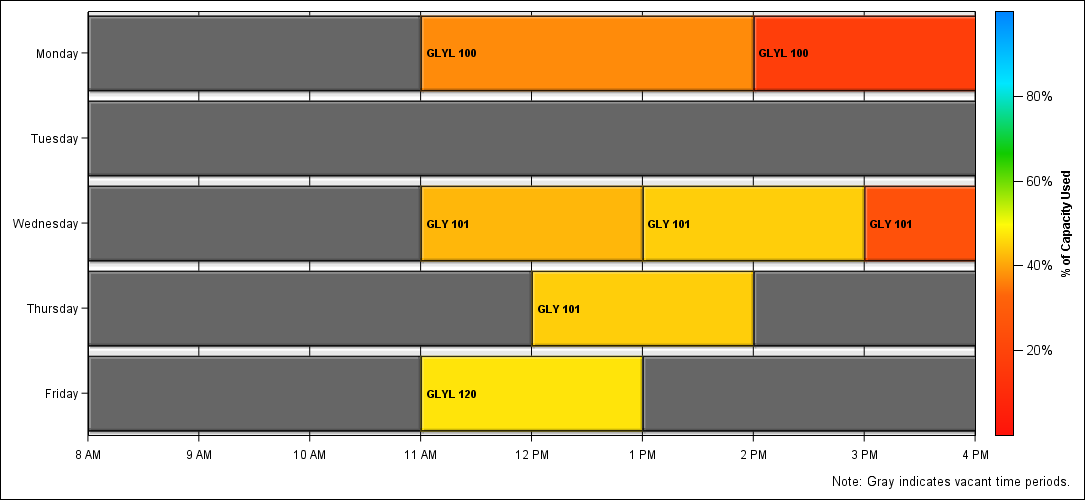 Monday GLYL 100 GLYL 100
80%
Tuesday
60%
Wednesday GLY 101 GLY 101 GLY 101
% of Capacity Used
40%
Thursday GLY 101
20%
Friday GLYL 120
8 AM 9 AM 10 AM 11 AM 12 PM 1 PM 2 PM 3 PM 4 PM
Note: Gray indicates vacant time periods.